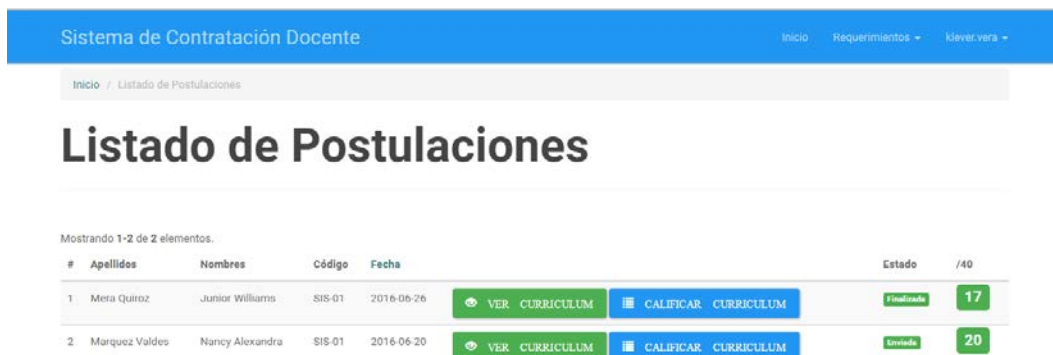 Sistema de Contratación Docente Inicio Requerimientos klever.vera
Inicio / Listado de Postulaciones
Listado de Postulaciones
Mostrando 1-2 de 2 elementos.
# Apellidos Nombres Código Fecha Estado /40
1 Mera Quiroz Junior Williams SIS-01 2016-06-26 VER CURRICULUM CALIFICAR CURRICULUM Finalizada 17
2 Marquez Valdes Nancy Alexandra SIS-01 2016-06-20 VER CURRICULUM CALIFICAR CURRICULUM Enviada 20